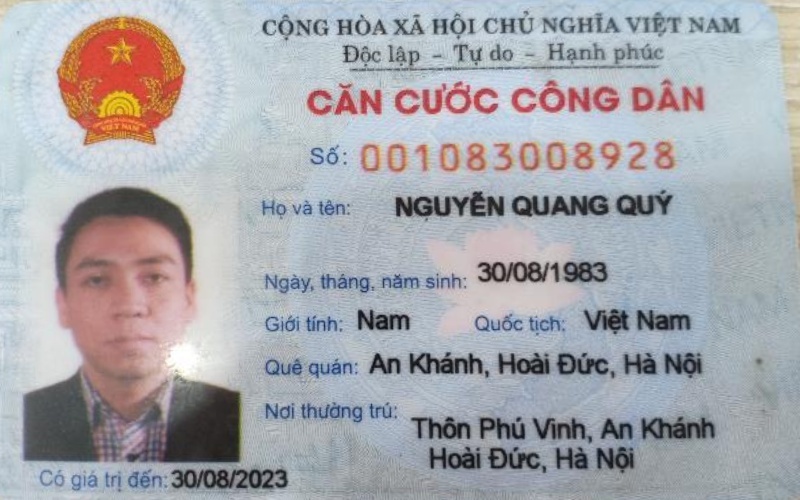 CỘNG HÒA XÃ HỘI CHỦ NGHĨA VIỆT NAM
Độc lập - Tự do - Hạnh phúc
CĂN CƯỚC CÔNG DÂN
Số: 001083008928
Họ và tên: NGUYỄN QUANG QUÝ
Ngày, tháng, năm sinh: 30/08/1983
Giới tính: Nam Quốc tịch: Việt Nam
Quê quán: An Khánh, Hoài Đức, Hà Nội
Nơi thường trú: Thôn Phú Vinh, An Khánh
Hoài Đức, Hà Nội
Có giá trị đến: 30/08/2023